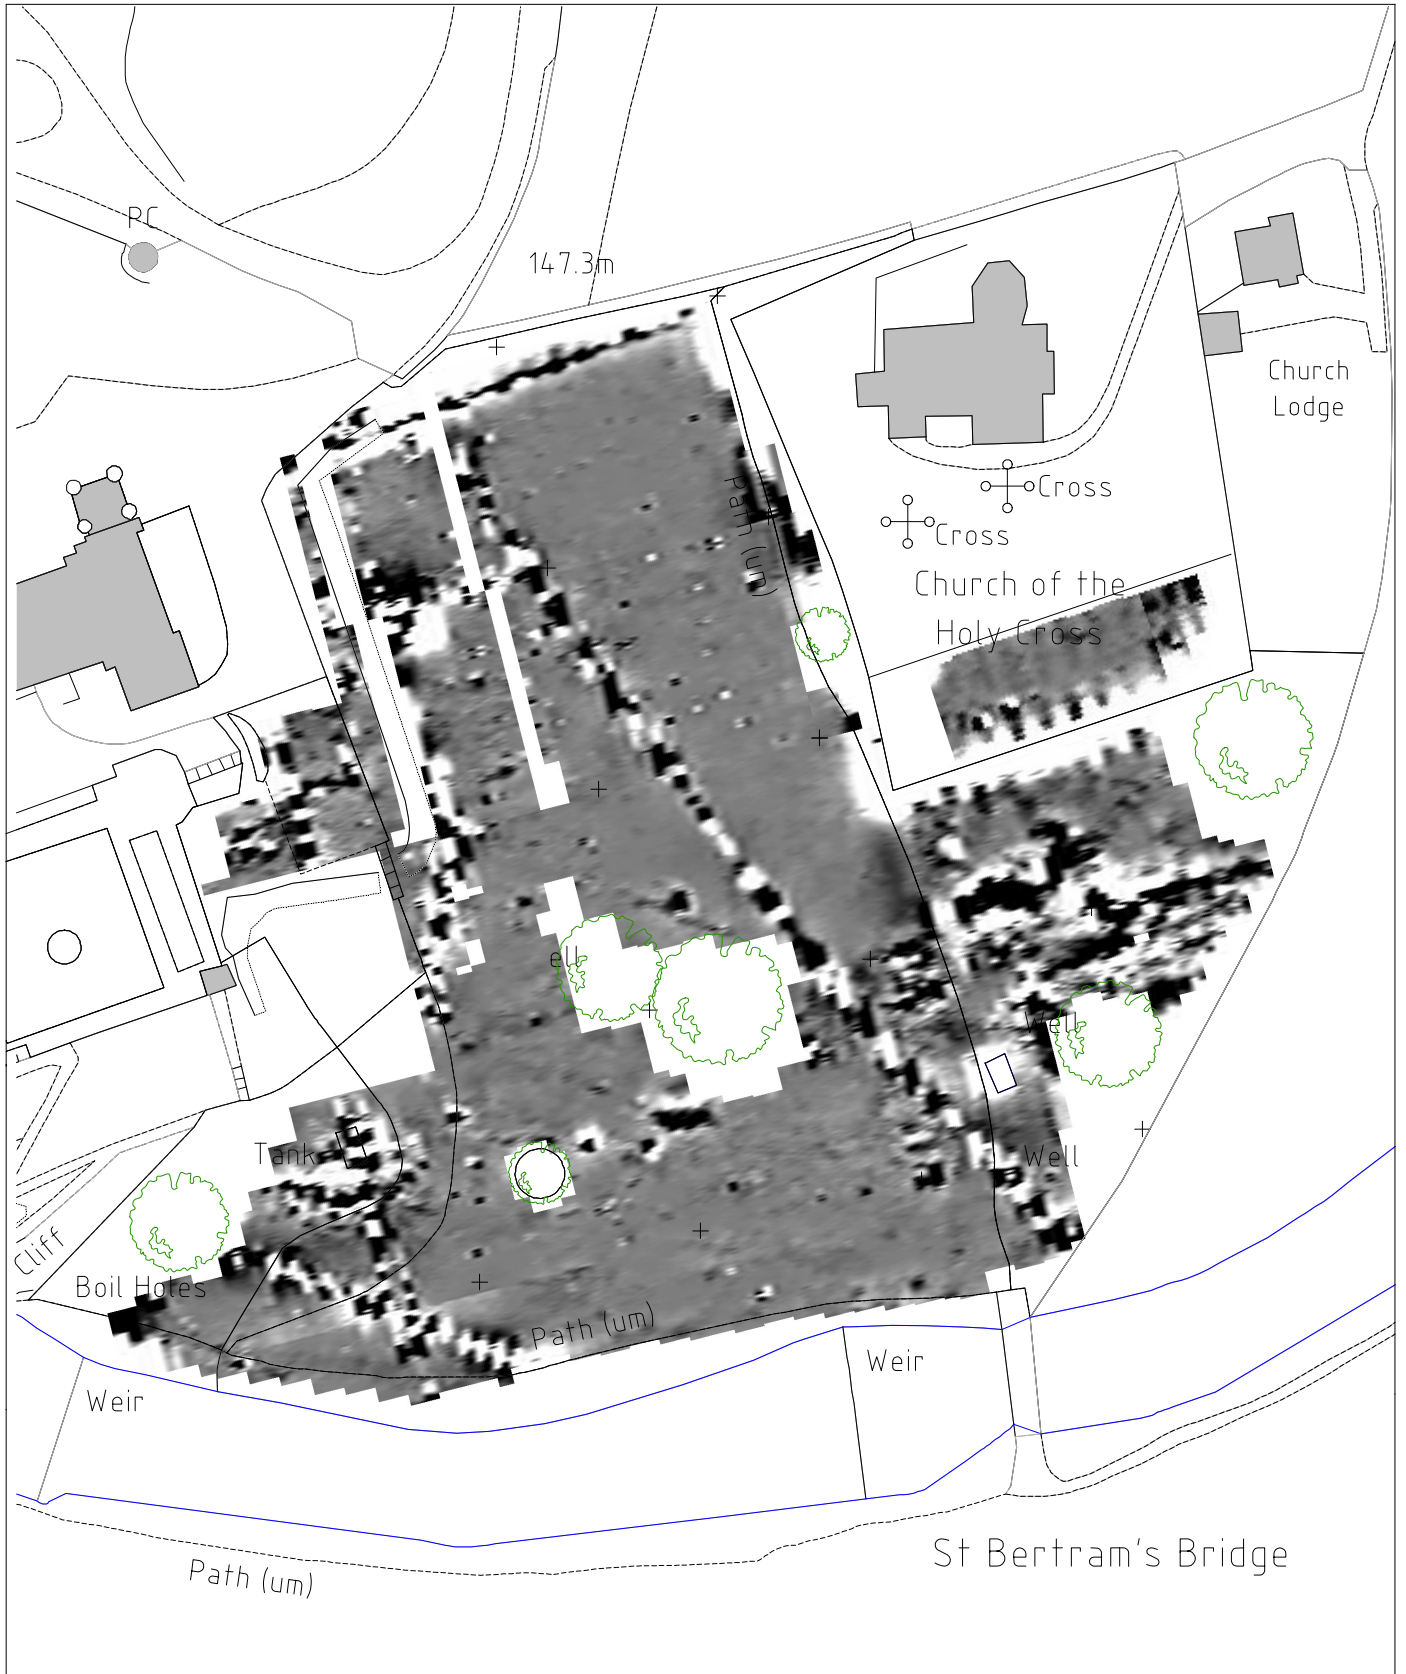 PC
147.3m
Church
Lodge
Path (um)
Cross
Cross
Church of the
Holy Cross
ell
Well
Tank
Well
Cliff
Boil Holes
Path (um)
Weir
Weir
St Bertram's Bridge
Path (um)